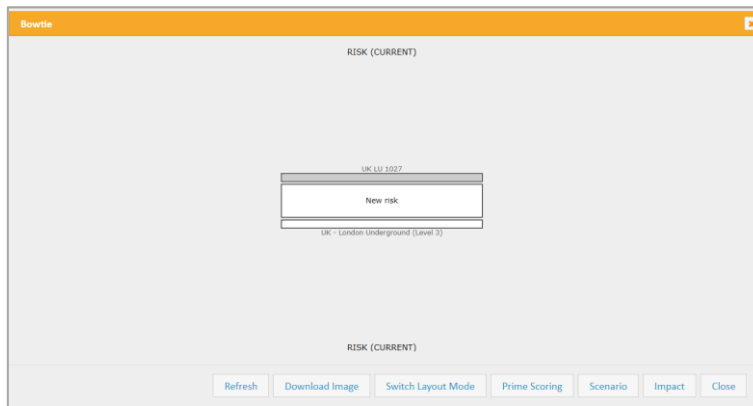 Bowtie
RISK (CURRENT)
UK LU 1027
New risk
UK - London Underground (Level 3)
RISK (CURRENT)
Refresh
Download Image
Switch Layout Mode
Prime Scoring
Scenario
Impact
Close